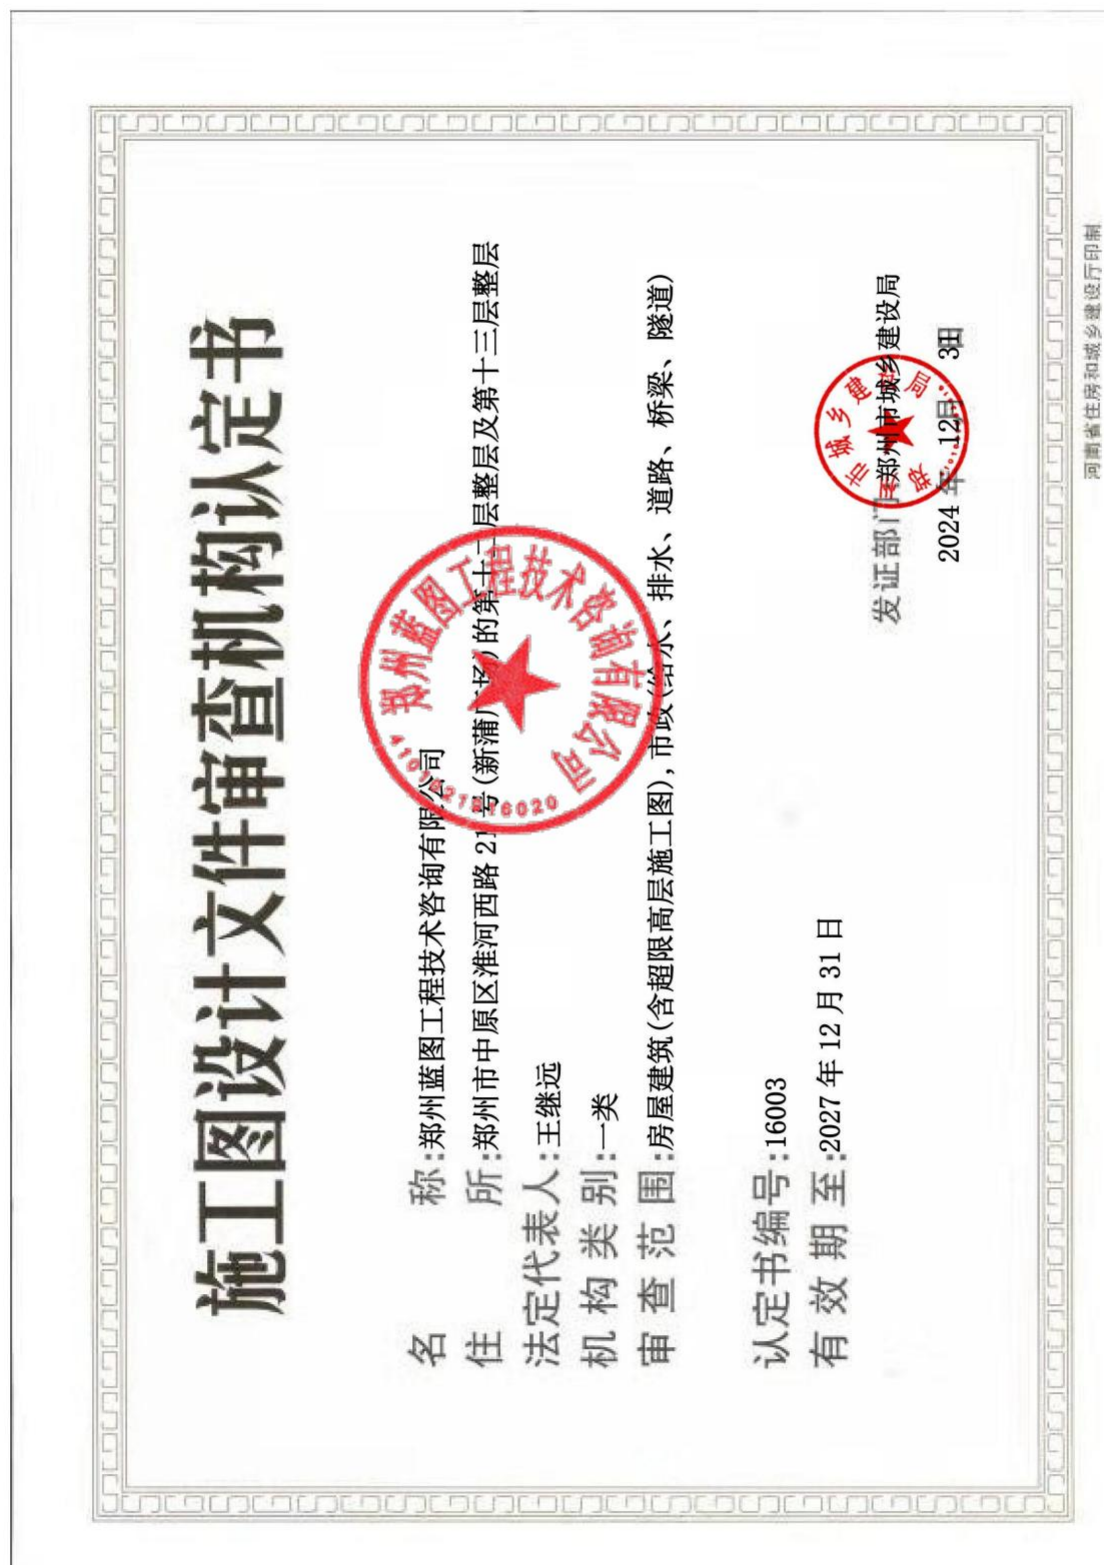 施工图设计文件审查机构认定书
名 称:郑州蓝图工程技术咨询有限公司
住 所:郑州市中原区淮河西路21号(新蒲广场)的第十二层整层及第十三层整层
法定代表人:王继远
机构类别:一类
审查范围:房屋建筑(含超限高层施工图),市政(给水、排水、道路、桥梁、隧道)
认定书编号:16003
有效期至:2027年12月31日
发证部门:郑州市城乡建设局
2024年12月31日
河南省住房和城乡建设厅印制
郑州蓝图工程技术咨询有限公司
郑州市城乡建设局